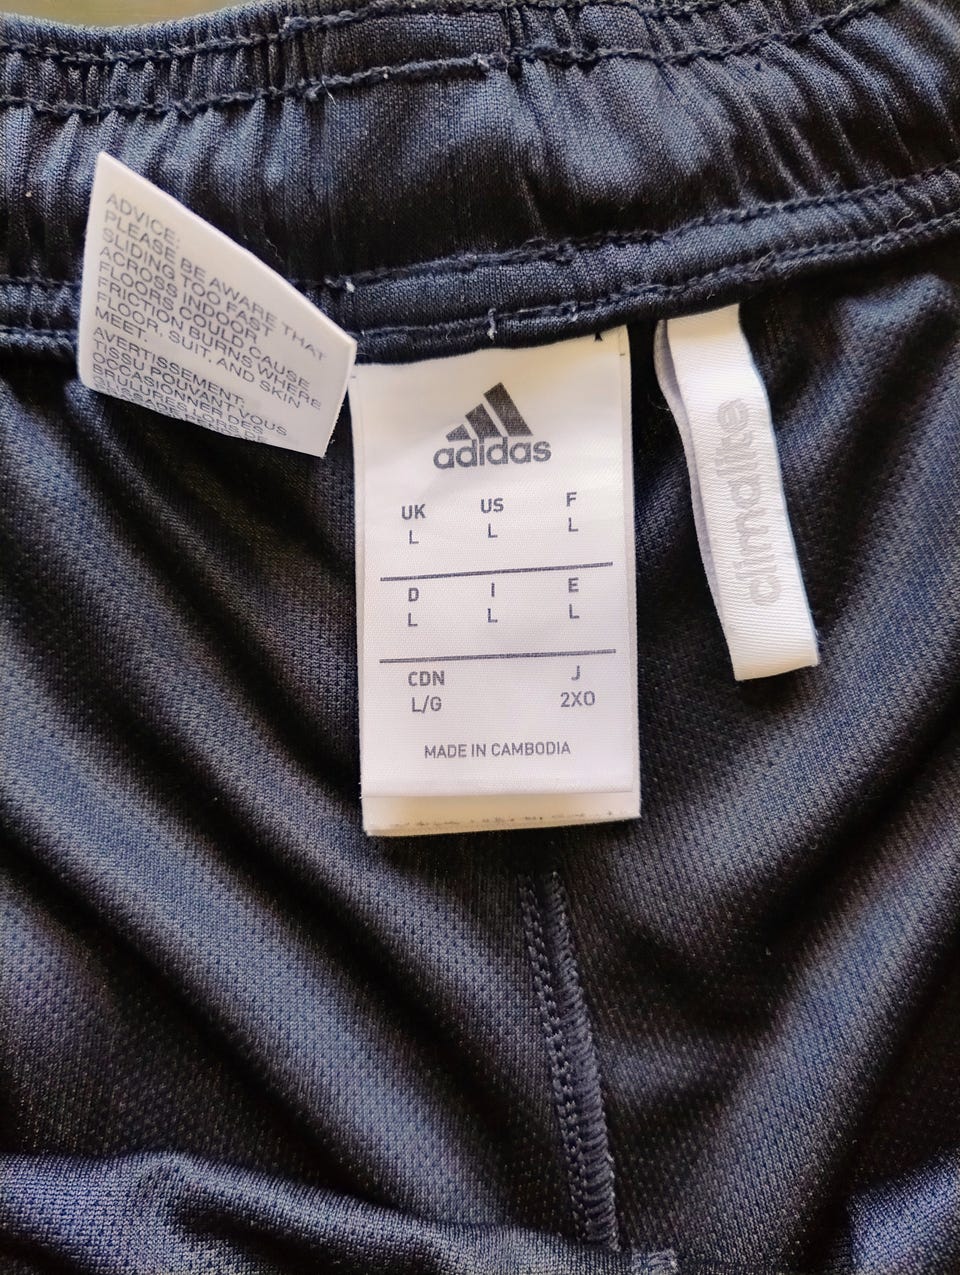 ADVICE:
PLEASE BE AWARE THAT
SLIDING TOO FAST
ACROSS INDOOR
FLOORS COULD CAUSE
FRICTION BURNS WHERE
FLOOR, SUIT, AND SKIN
MEET.
AVERTISSEMENT:
POUVANT VOUS
OCCASIONNER DES
adidas
UK US F
L L L
D I E
L L L
CDN J
L/G 2XO
MADE IN CAMBODIA
climalite